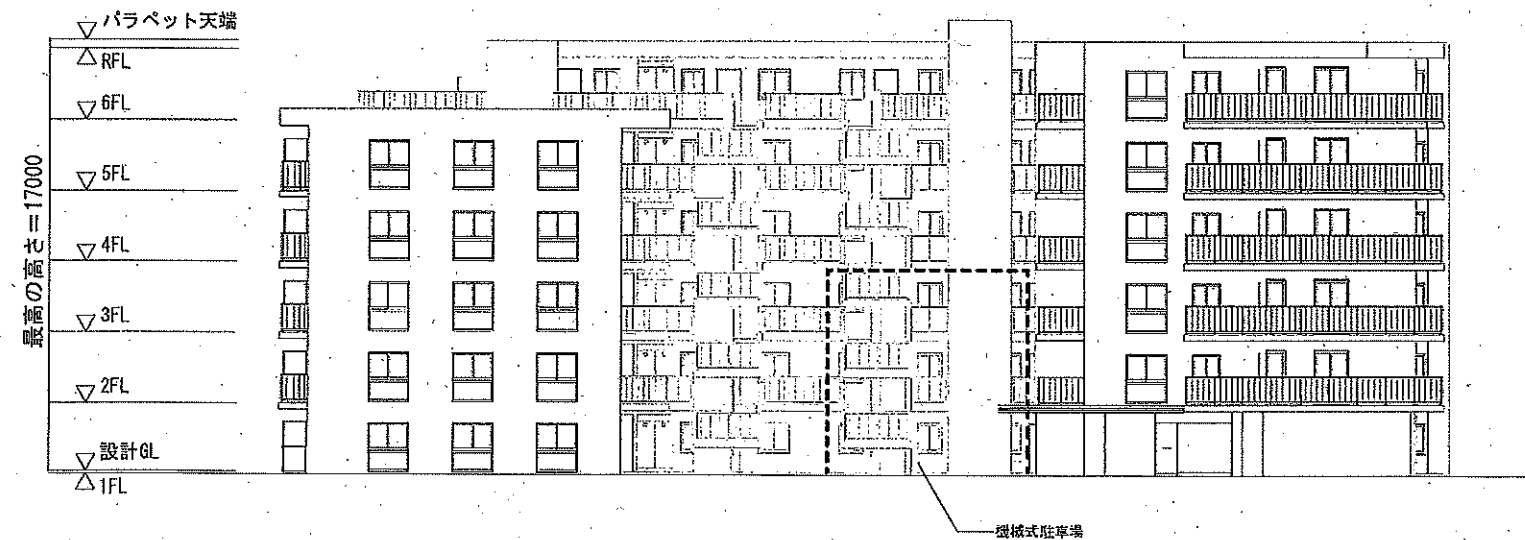 パラペット天端
RFL
6FL
5FL
4FL
3FL
2FL
設計GL
1FL
最高の高さ＝17000
機械式駐車場